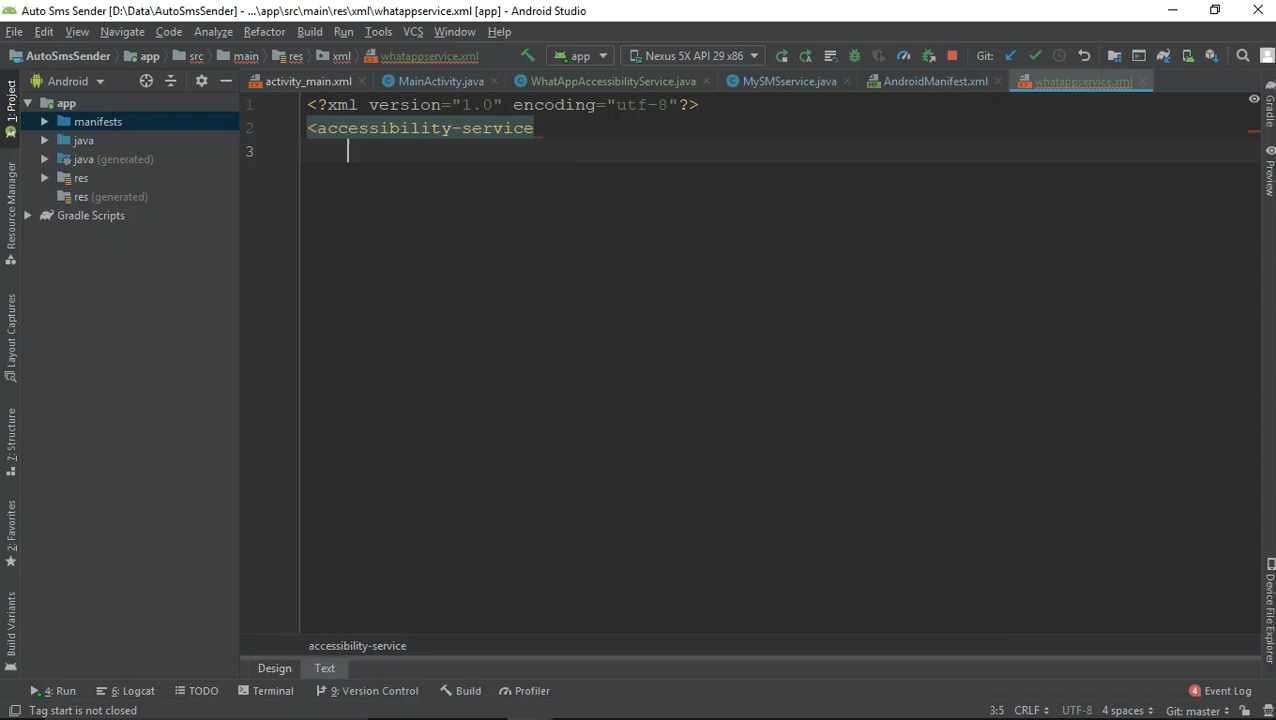 Auto Sms Sender [D:\Data\AutoSmsSender] - ...\app\src\main\res\xml\whatappservice.xml [app] - Android Studio
File Edit View Navigate Code Analyze Refactor Build Run Tools VCS Window Help
AutoSmsSender app src main res xml whatappservice.xml app Nexus 5X API 29 x86 Git:
Android activity_main.xml MainActivity.java WhatAppAccessibilityService.java MySMSservice.java AndroidManifest.xml whatappservice.xml
1: Project
Resource Manager
Layout Captures
7: Structure
2: Favorites
Build Variants
app
manifests
java
java (generated)
res
res (generated)
Gradle Scripts
1 <?xml version="1.0" encoding="utf-8"?>
2 <accessibility-service
3
Gradle
Preview
Device File Explorer
accessibility-service
Design Text
4: Run 6: Logcat TODO Terminal 9: Version Control Build Profiler 4 Event Log
Tag start is not closed 3:5 CRLF UTF-8 4 spaces Git: master